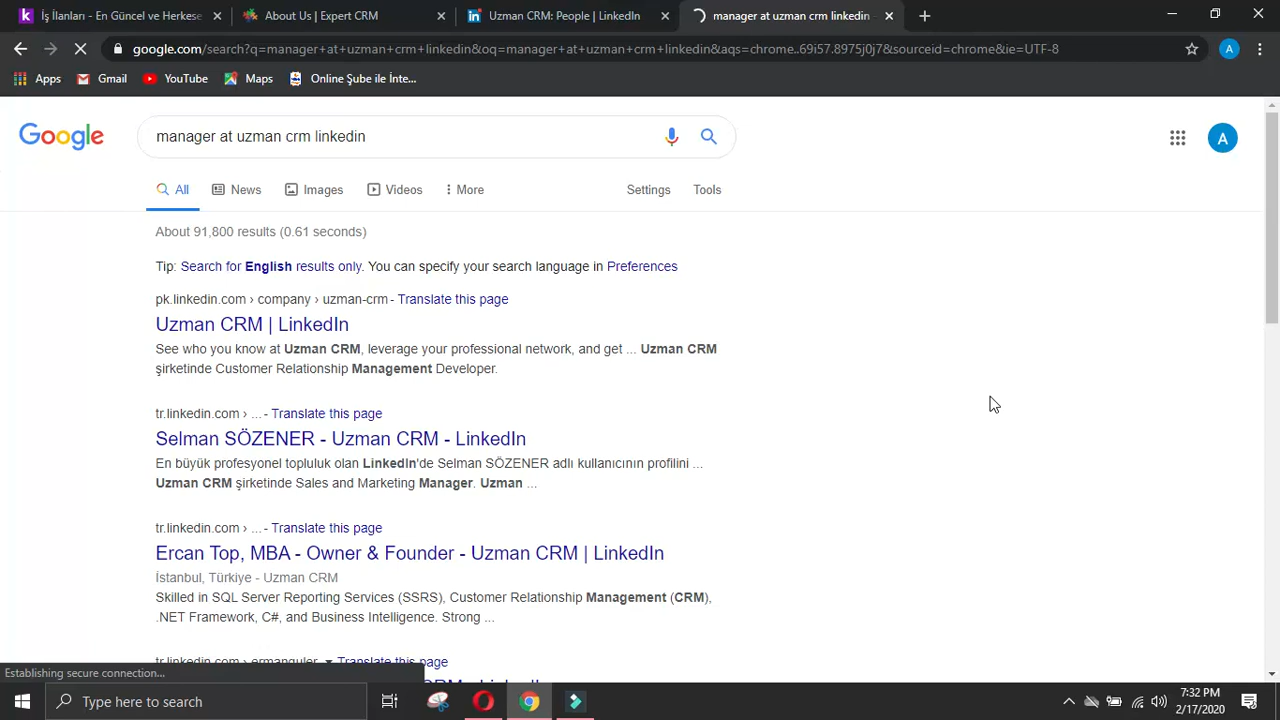 İş İlanları - En Güncel ve Herkese
About Us | Expert CRM
Uzman CRM: People | LinkedIn
manager at uzman crm linkedin -
google.com/search?q=manager+at+uzman+crm+linkedin&oq=manager+at+uzman+crm+linkedin&aqs=chrome..69i57.8975j0j7&sourceid=chrome&ie=UTF-8
A
Apps
Gmail
YouTube
Maps
Online Şube ile İnte...
Google
manager at uzman crm linkedin
A
All
News
Images
Videos
More
Settings
Tools
About 91,800 results (0.61 seconds)
Tip: Search for English results only. You can specify your search language in Preferences
pk.linkedin.com › company › uzman-crm - Translate this page
Uzman CRM | LinkedIn
See who you know at Uzman CRM, leverage your professional network, and get ... Uzman CRM
şirketinde Customer Relationship Management Developer.
tr.linkedin.com › ... - Translate this page
Selman SÖZENER - Uzman CRM - LinkedIn
En büyük profesyonel topluluk olan LinkedIn'de Selman SÖZENER adlı kullanıcının profilini ...
Uzman CRM şirketinde Sales and Marketing Manager. Uzman ...
tr.linkedin.com › ... - Translate this page
Ercan Top, MBA - Owner & Founder - Uzman CRM | LinkedIn
İstanbul, Türkiye - Uzman CRM
Skilled in SQL Server Reporting Services (SSRS), Customer Relationship Management (CRM),
.NET Framework, C#, and Business Intelligence. Strong ...
tr.linkedin.com › ermanguler Translate this page
Establishing secure connection...
Type here to search
7:32 PM
2/17/2020